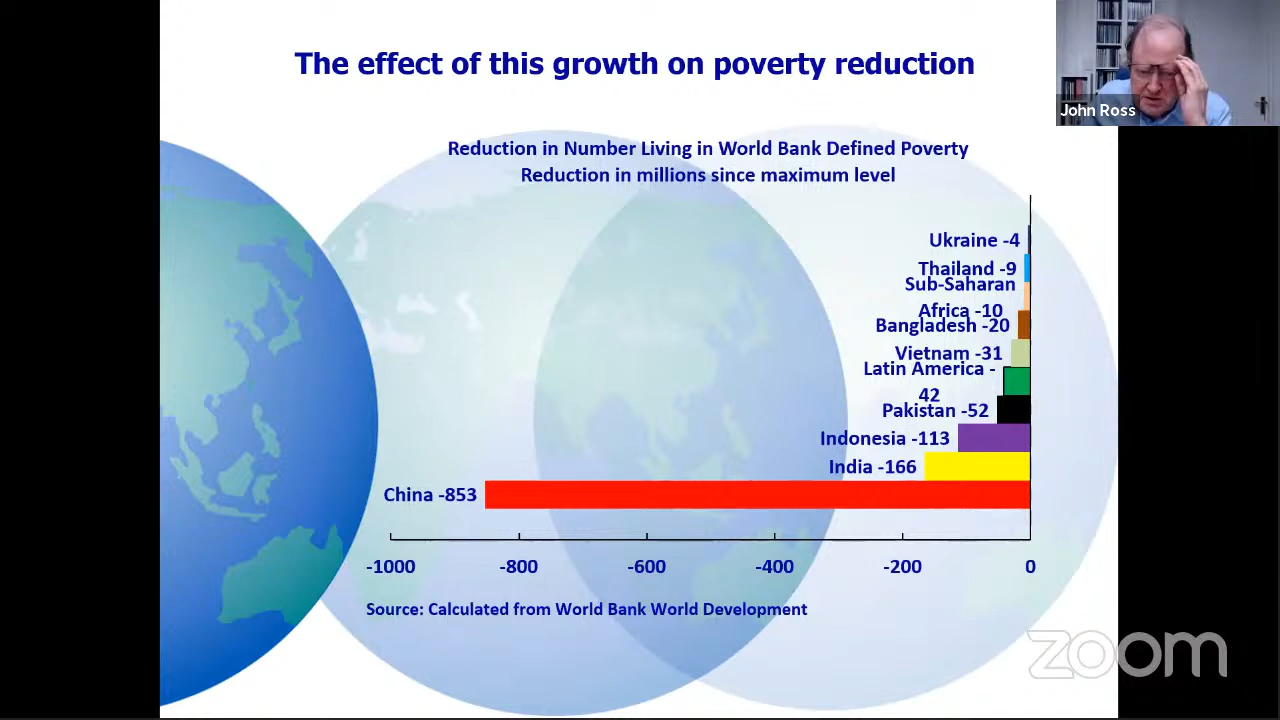 The effect of this growth on poverty reduction
John Ross
Reduction in Number Living in World Bank Defined Poverty
Reduction in millions since maximum level
Ukraine -4
Thailand -9
Sub-Saharan
Africa -10
Bangladesh -20
Vietnam -31
Latin America -
42
Pakistan -52
Indonesia -113
India -166
China -853
-1000 -800 -600 -400 -200 0
Source: Calculated from World Bank World Development
zoom